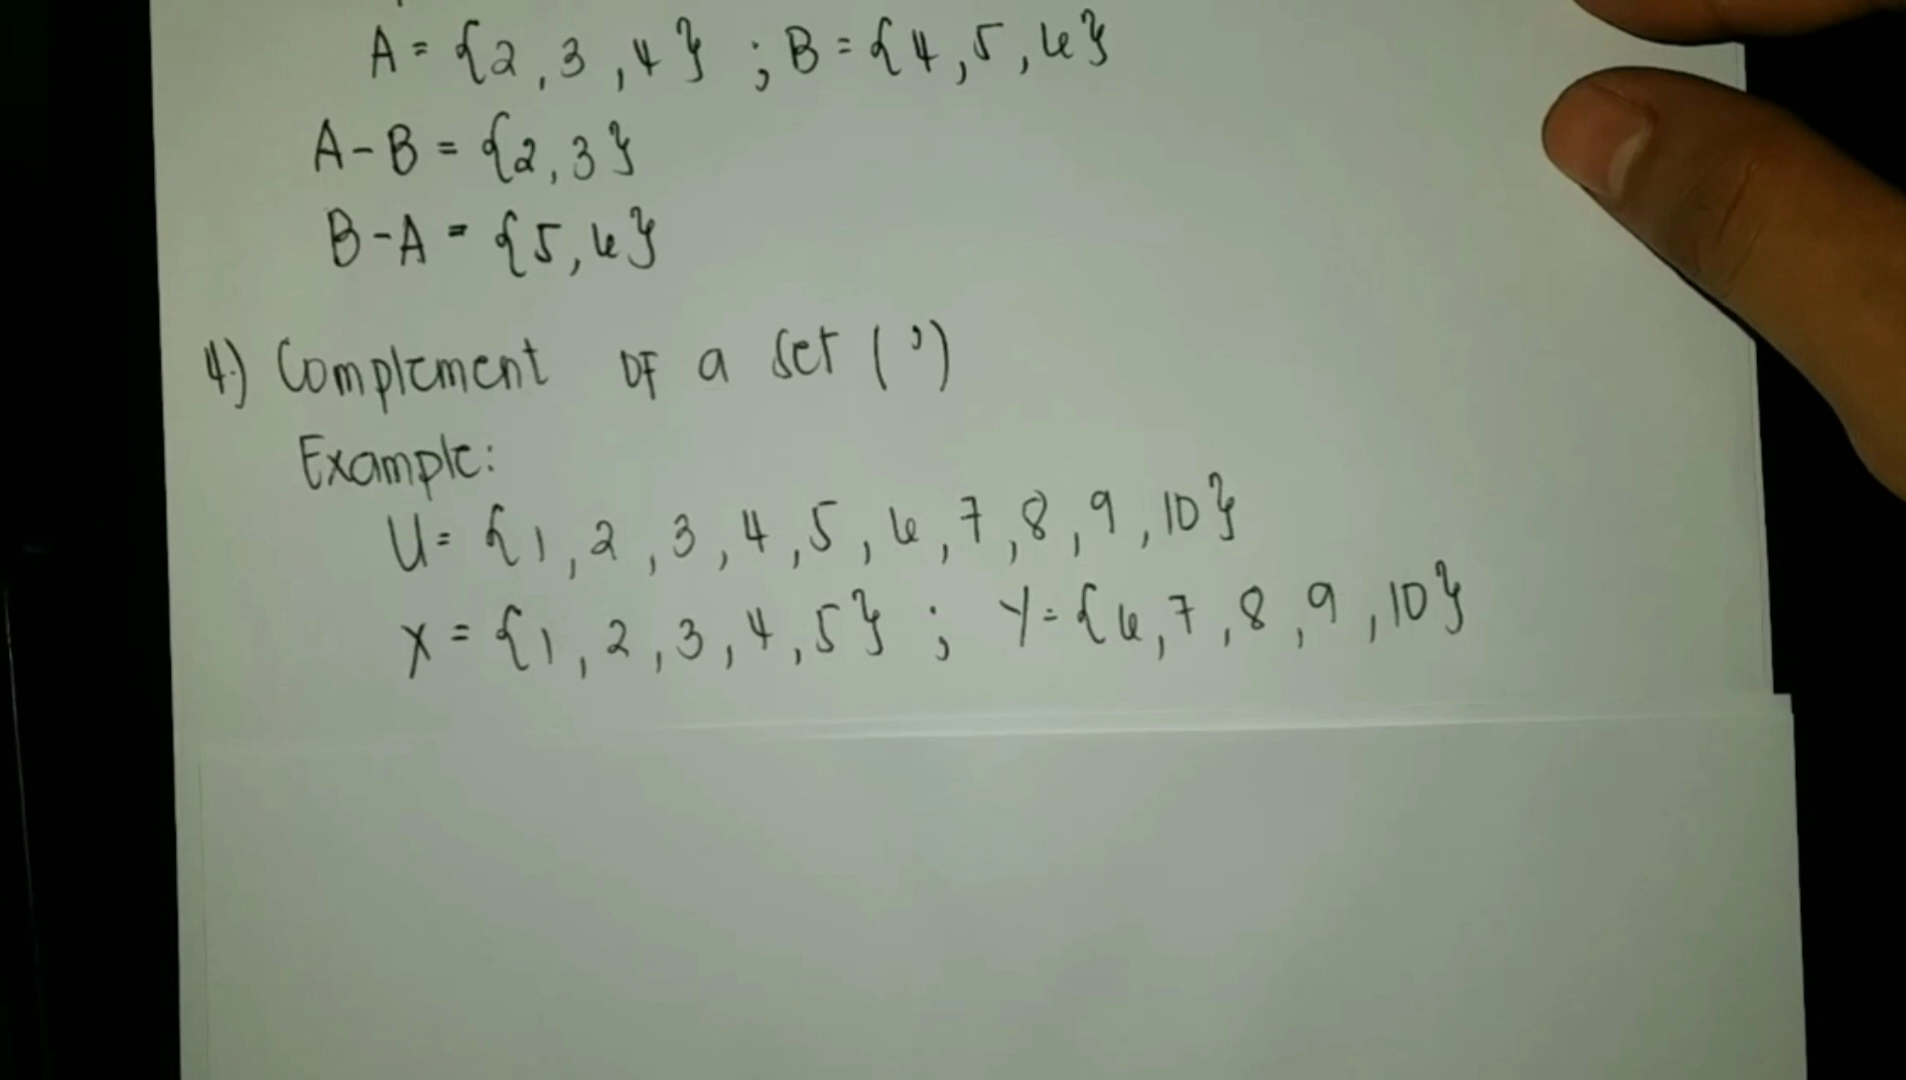 A = {2, 3, 4} ; B = {4, 5, 6}
A - B = {2, 3}
B - A = {5, 6}
4.) Complement of a set (')
Example:
U = {1, 2, 3, 4, 5, 6, 7, 8, 9, 10}
X = {1, 2, 3, 4, 5} ; Y = {6, 7, 8, 9, 10}